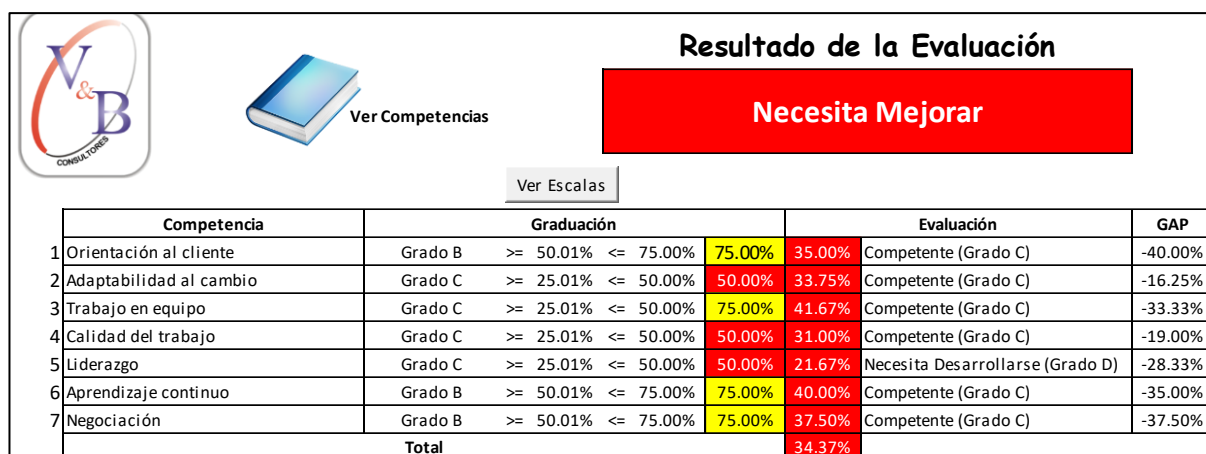 V
&
B
CONSULTORES
Ver Competencias
Resultado de la Evaluación
Necesita Mejorar
Ver Escalas
Competencia Graduación Evaluación GAP
1 Orientación al cliente Grado B >= 50.01% <= 75.00% 75.00% 35.00% Competente (Grado C) -40.00%
2 Adaptabilidad al cambio Grado C >= 25.01% <= 50.00% 50.00% 33.75% Competente (Grado C) -16.25%
3 Trabajo en equipo Grado C >= 25.01% <= 50.00% 75.00% 41.67% Competente (Grado C) -33.33%
4 Calidad del trabajo Grado C >= 25.01% <= 50.00% 50.00% 31.00% Competente (Grado C) -19.00%
5 Liderazgo Grado C >= 25.01% <= 50.00% 50.00% 21.67% Necesita Desarrollarse (Grado D) -28.33%
6 Aprendizaje continuo Grado B >= 50.01% <= 75.00% 75.00% 40.00% Competente (Grado C) -35.00%
7 Negociación Grado B >= 50.01% <= 75.00% 75.00% 37.50% Competente (Grado C) -37.50%
Total 34.37%